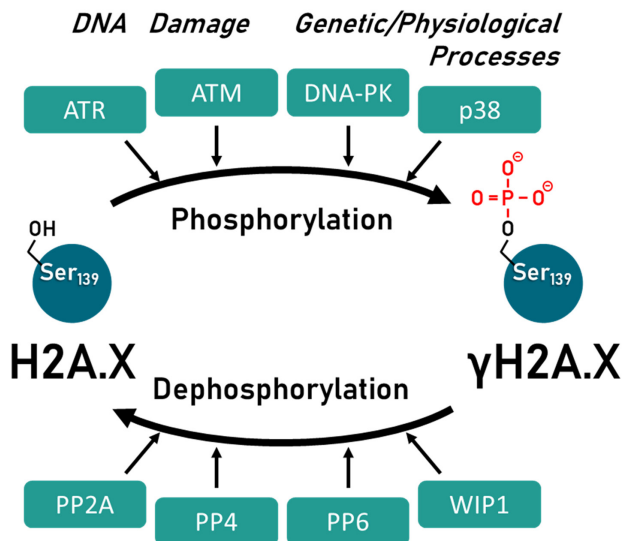 DNA Damage Genetic/Physiological
Processes
ATR ATM DNA-PK p38
Phosphorylation
OH
Ser139
H2A.X
O⊖
O=P-O⊖
O
Ser139
γH2A.X
Dephosphorylation
PP2A PP4 PP6 WIP1